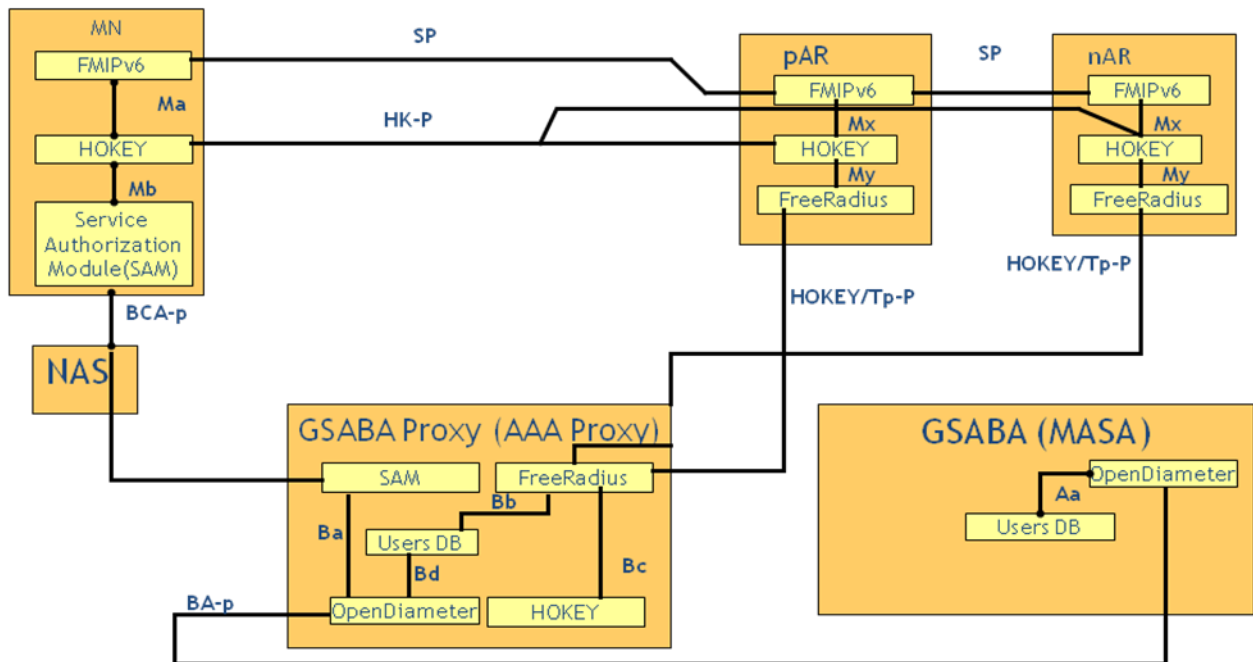 MN
FMIPv6
Ma
HOKEY
Mb
Service
Authorization
Module(SAM)
BCA-p
NAS
SP
HK-P
pAR
FMIPv6
Mx
HOKEY
My
FreeRadius
HOKEY/Tp-P
SP
nAR
FMIPv6
Mx
HOKEY
My
FreeRadius
HOKEY/Tp-P
GSABA Proxy (AAA Proxy)
SAM
FreeRadius
Bb
Ba
Users DB
Bd
Bc
OpenDiameter
HOKEY
BA-p
GSABA (MASA)
OpenDiameter
Aa
Users DB